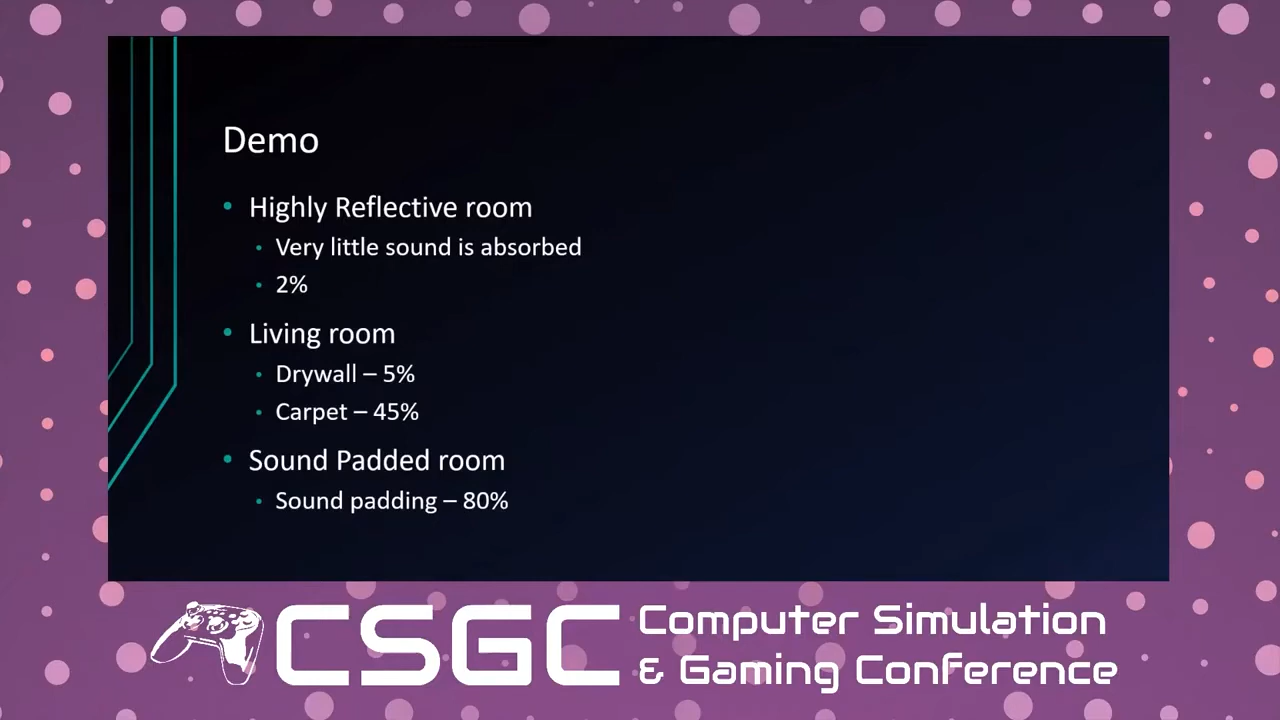 Demo
Highly Reflective room
Very little sound is absorbed
2%
Living room
Drywall – 5%
Carpet – 45%
Sound Padded room
Sound padding – 80%
CSGC
Computer Simulation
& Gaming Conference